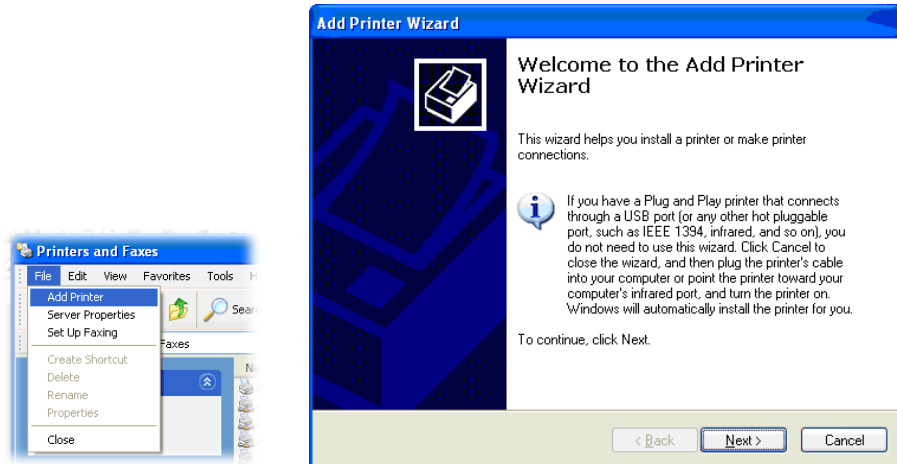 Printers and Faxes
File Edit View Favorites Tools
Add Printer
Server Properties
Set Up Faxing
Create Shortcut
Delete
Rename
Properties
Close
Faxes
Add Printer Wizard
Welcome to the Add Printer
Wizard
This wizard helps you install a printer or make printer
connections.
If you have a Plug and Play printer that connects
through a USB port (or any other hot pluggable
port, such as IEEE 1394, infrared, and so on), you
do not need to use this wizard. Click Cancel to
close the wizard, and then plug the printer's cable
into your computer or point the printer toward your
computer's infrared port, and turn the printer on.
Windows will automatically install the printer for you.
To continue, click Next.
< Back Next > Cancel